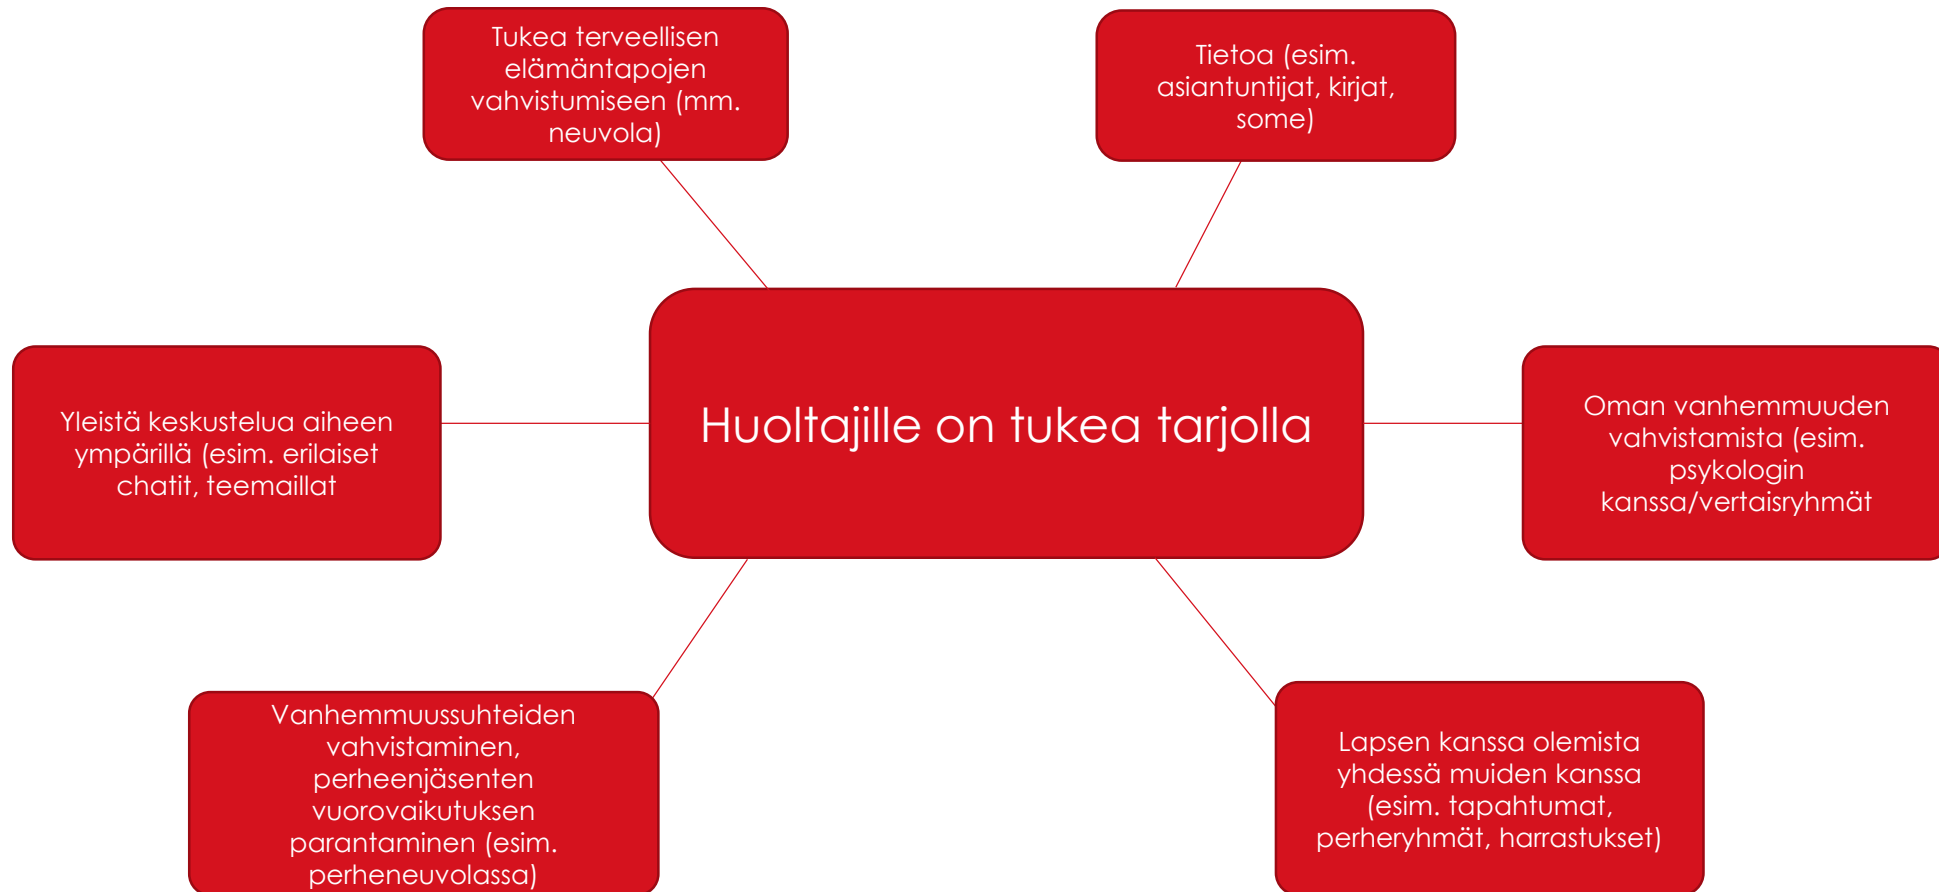 Tukea terveellisen
elämäntapojen
vahvistumiseen (mm.
neuvola)
Tietoa (esim.
asiantuntijat, kirjat,
some)
Huoltajille on tukea tarjolla
Yleistä keskustelua aiheen
ympärillä (esim. erilaiset
chatit, teemaillat
Oman vanhemmuuden
vahvistamista (esim.
psykologin
kanssa/vertaisryhmät
Vanhemmuussuhteiden
vahvistaminen,
perheenjäsenten
vuorovaikutuksen
parantaminen (esim.
perheneuvolassa)
Lapsen kanssa olemista
yhdessä muiden kanssa
(esim. tapahtumat,
perheryhmät, harrastukset)